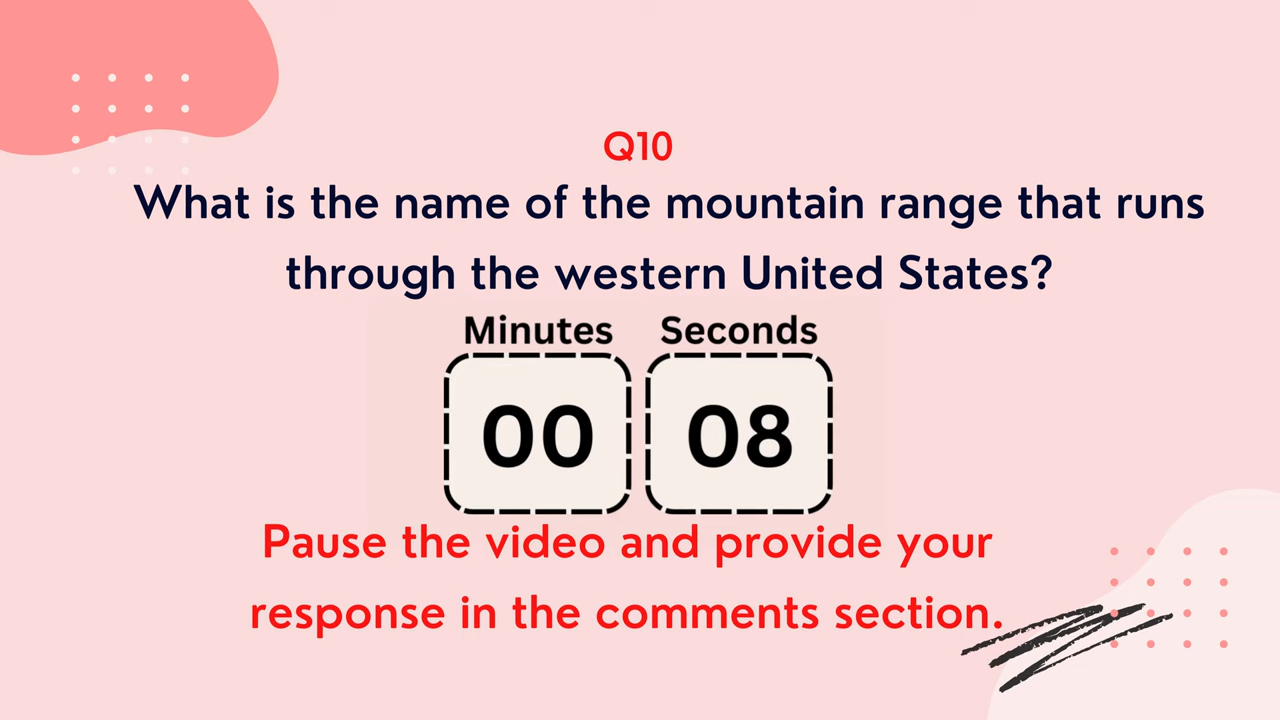 Q10
What is the name of the mountain range that runs
through the western United States?
Minutes Seconds
00 08
Pause the video and provide your
response in the comments section.